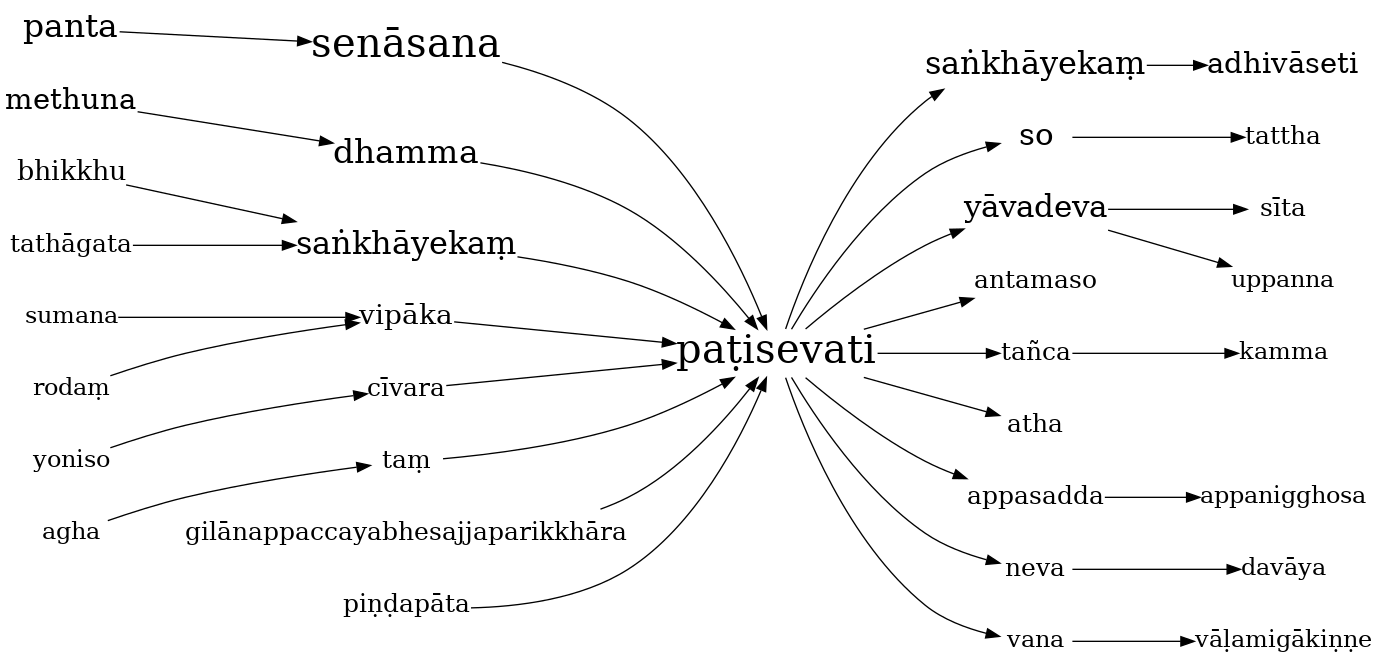 panta
senāsana
saṅkhāyekaṃ
adhivāseti
methuna
dhamma
so
tattha
bhikkhu
yāvadeva
sīta
tathāgata
saṅkhāyekaṃ
antamaso
uppanna
sumana
vipāka
paṭisevati
tañca
kamma
rodaṃ
cīvara
atha
yoniso
taṃ
appasadda
appanigghosa
agha
gilānappaccayabhesajjaparikkhāra
neva
davāya
piṇḍapāta
vana
vāḷamigākiṇṇe